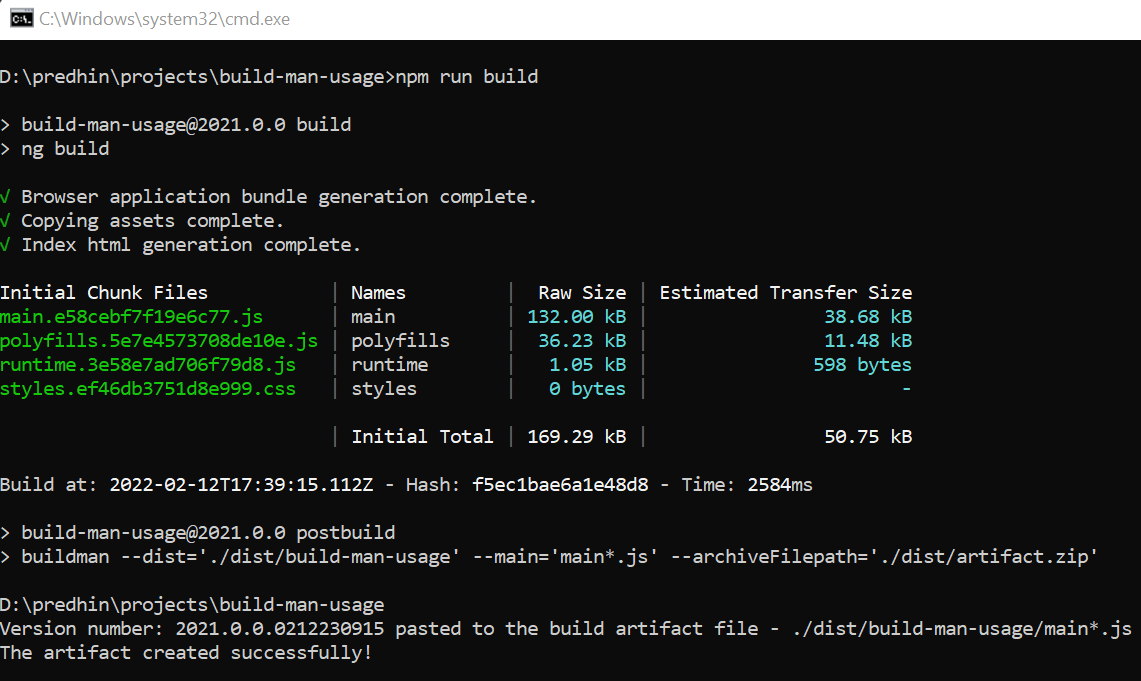 C:\Windows\system32\cmd.exe
D:\predhin\projects\build-man-usage>npm run build
> build-man-usage@2021.0.0 build
> ng build
√ Browser application bundle generation complete.
√ Copying assets complete.
√ Index html generation complete.
Initial Chunk Files | Names | Raw Size | Estimated Transfer Size
main.e58cebf7f19e6c77.js | main | 132.00 kB | 38.68 kB
polyfills.5e7e4573708de10e.js | polyfills | 36.23 kB | 11.48 kB
runtime.3e58e7ad706f79d8.js | runtime | 1.05 kB | 598 bytes
styles.ef46db3751d8e999.css | styles | 0 bytes | -
| Initial Total | 169.29 kB | 50.75 kB
Build at: 2022-02-12T17:39:15.112Z - Hash: f5ec1bae6a1e48d8 - Time: 2584ms
> build-man-usage@2021.0.0 postbuild
> buildman --dist='./dist/build-man-usage' --main='main*.js' --archiveFilepath='./dist/artifact.zip'
D:\predhin\projects\build-man-usage
Version number: 2021.0.0.0212230915 pasted to the build artifact file - ./dist/build-man-usage/main*.js
The artifact created successfully!